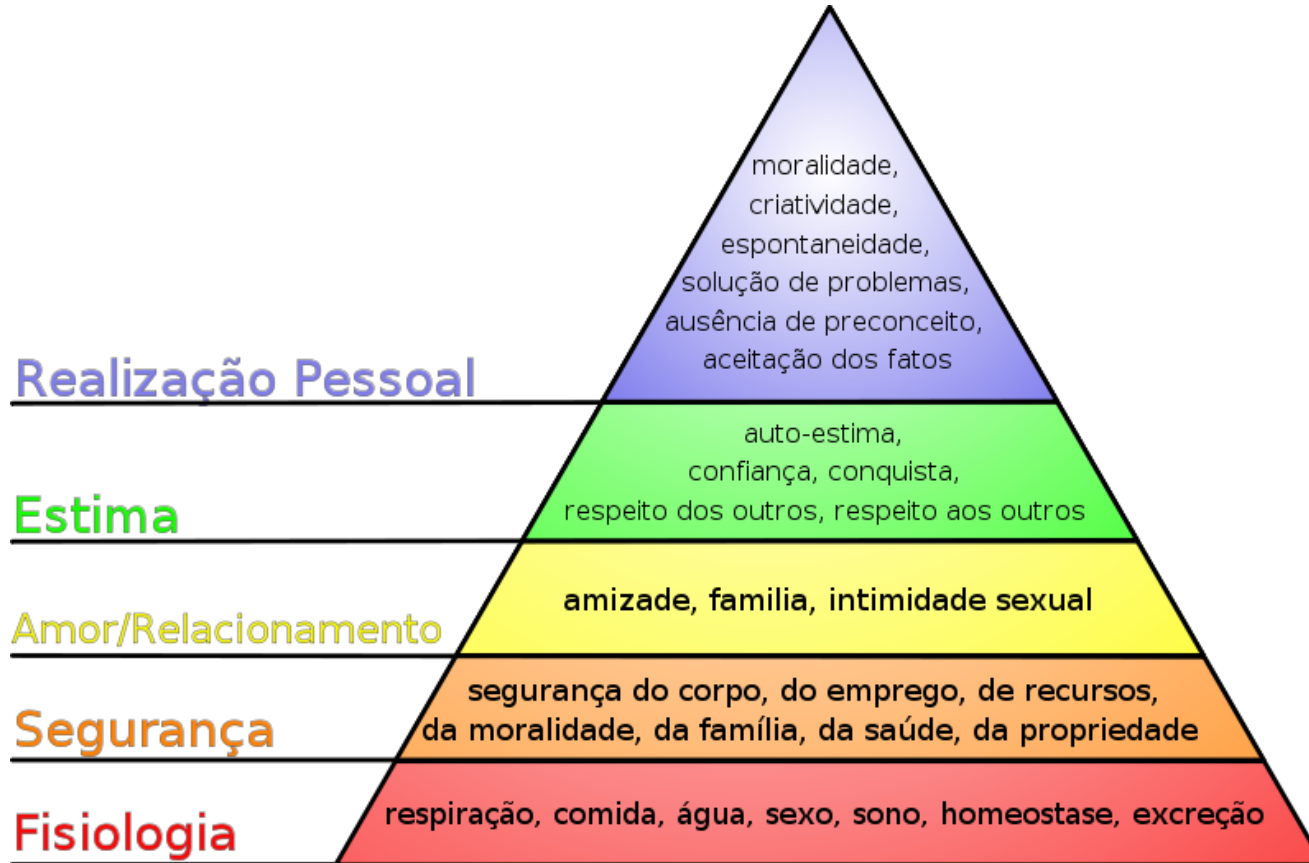 moralidade,
criatividade,
espontaneidade,
solução de problemas,
ausência de preconceito,
aceitação dos fatos
Realização Pessoal
auto-estima,
confiança, conquista,
respeito dos outros, respeito aos outros
Estima
amizade, familia, intimidade sexual
Amor/Relacionamento
segurança do corpo, do emprego, de recursos,
da moralidade, da família, da saúde, da propriedade
Segurança
respiração, comida, água, sexo, sono, homeostase, excreção
Fisiologia